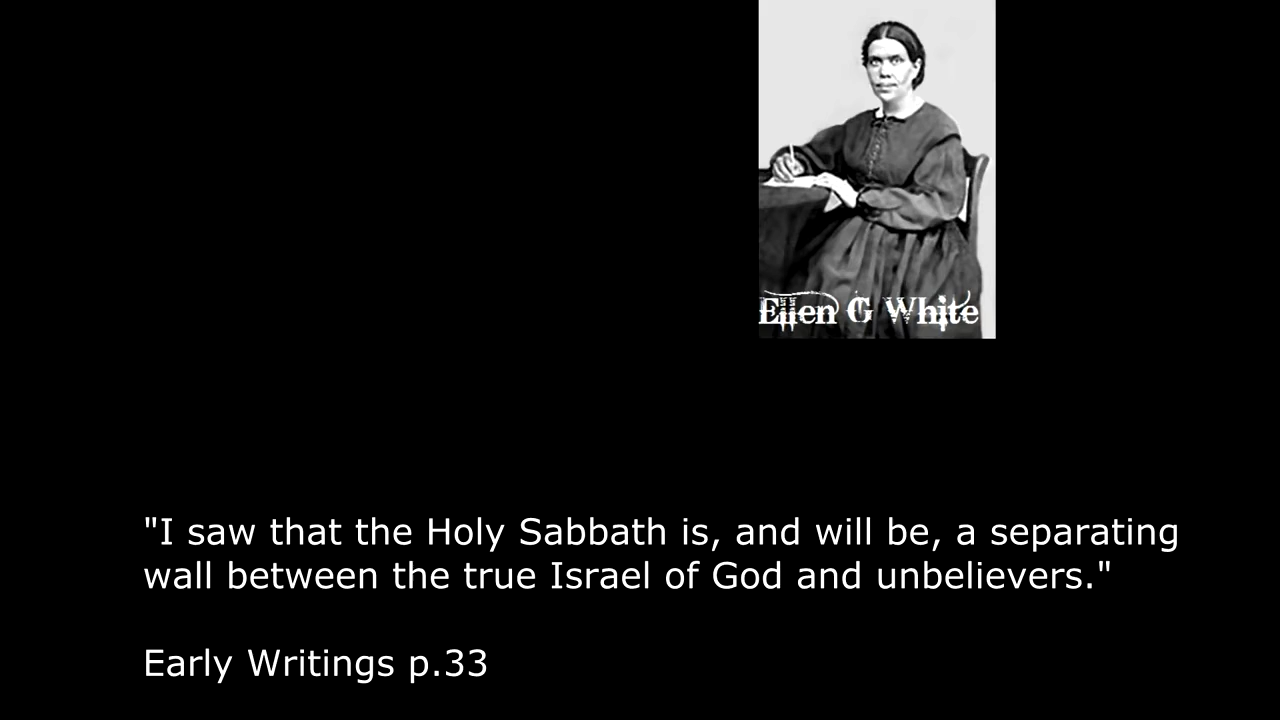 Ellen G White
"I saw that the Holy Sabbath is, and will be, a separating
wall between the true Israel of God and unbelievers."
Early Writings p.33